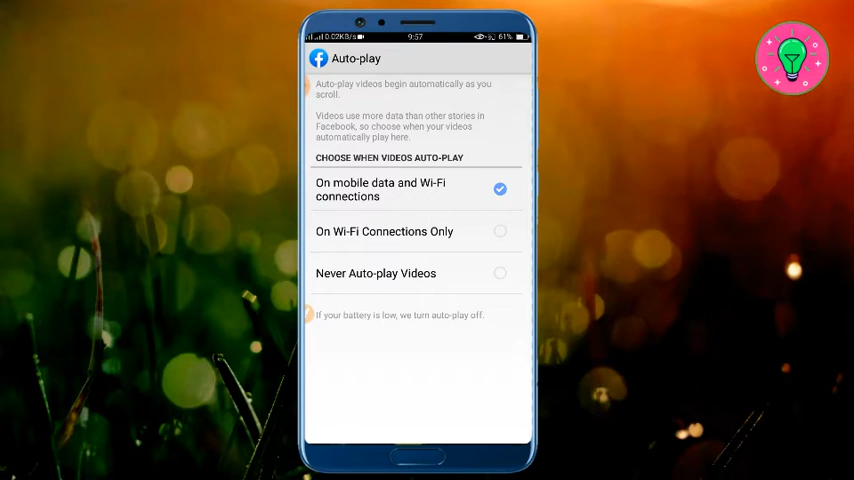 0.02KB/s
9:57
61%
Auto-play
Auto-play videos begin automatically as you
scroll.
Videos use more data than other stories in
Facebook, so choose when your videos
automatically play here.
CHOOSE WHEN VIDEOS AUTO-PLAY
On mobile data and Wi-Fi
connections
On Wi-Fi Connections Only
Never Auto-play Videos
If your battery is low, we turn auto-play off.